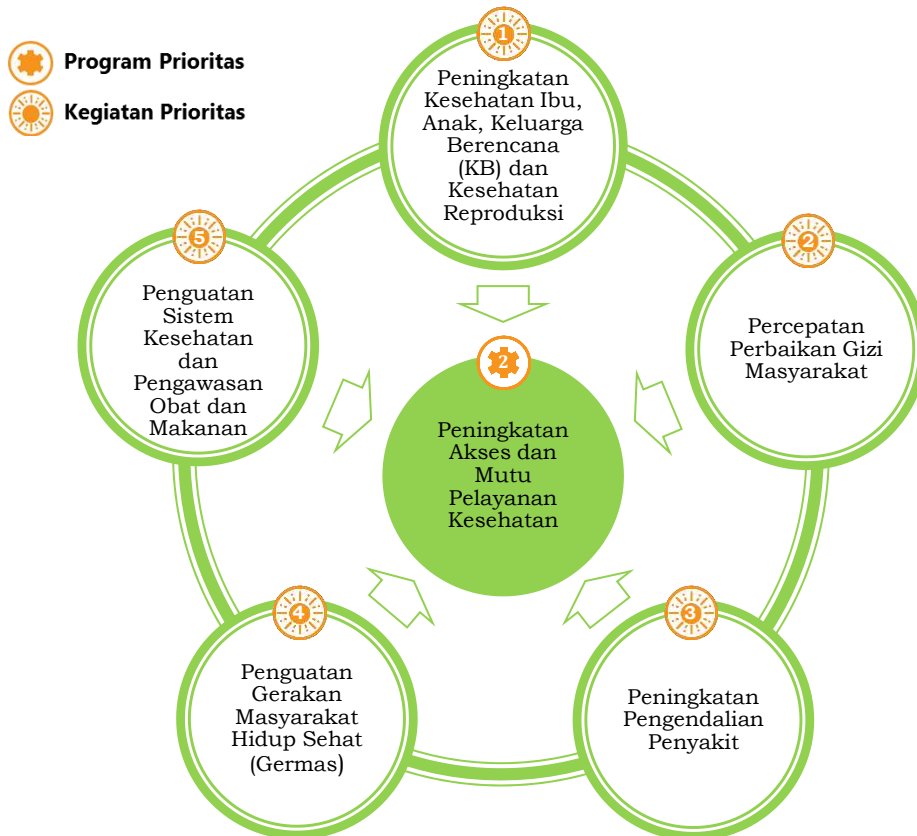 Program Prioritas
Kegiatan Prioritas
1
Peningkatan
Kesehatan Ibu,
Anak, Keluarga
Berencana
(KB) dan
Kesehatan
Reproduksi
2
Percepatan
Perbaikan Gizi
Masyarakat
3
Peningkatan
Pengendalian
Penyakit
4
Penguatan
Gerakan
Masyarakat
Hidup Sehat
(Germas)
5
Penguatan
Sistem
Kesehatan
dan
Pengawasan
Obat dan
Makanan
2
Peningkatan
Akses dan
Mutu
Pelayanan
Kesehatan